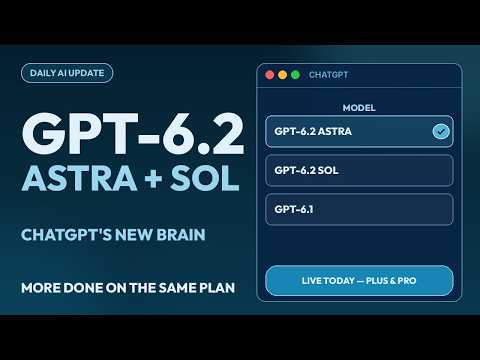 DAILY AI UPDATE
GPT-6.2
ASTRA + SOL
CHATGPT'S NEW BRAIN
MORE DONE ON THE SAME PLAN
CHATGPT
MODEL
GPT-6.2 ASTRA
GPT-6.2 SOL
GPT-6.1
LIVE TODAY — PLUS & PRO